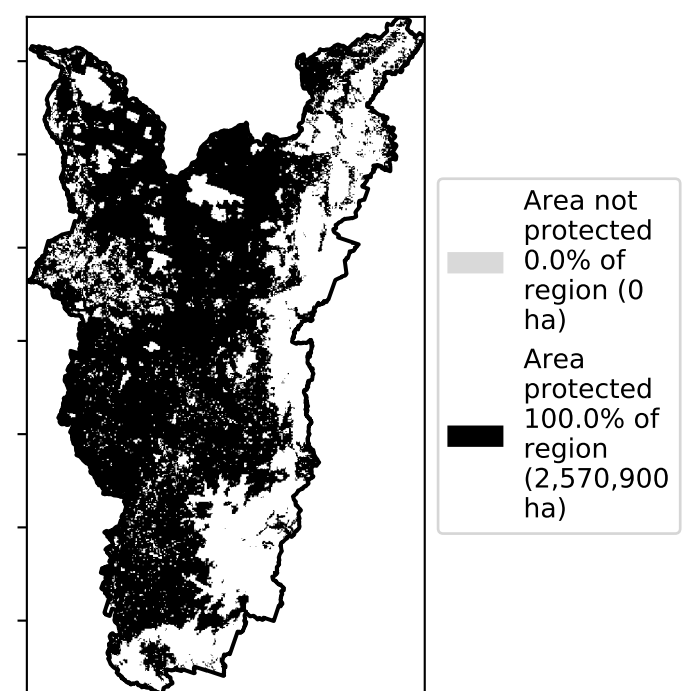 Area not
protected
0.0% of
region (0
ha)
Area
protected
100.0% of
region
(2,570,900
ha)